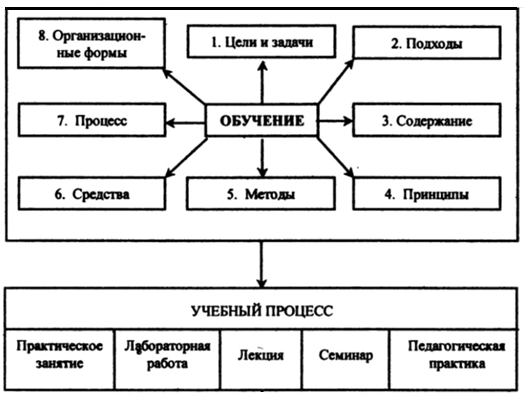 8. Организацион-
ные формы
1. Цели и задачи
2. Подходы
7. Процесс
ОБУЧЕНИЕ
3. Содержание
6. Средства
5. Методы
4. Принципы
УЧЕБНЫЙ ПРОЦЕСС
Практическое
занятие
Лабораторная
работа
Лекция
Семинар
Педагогическая
практика